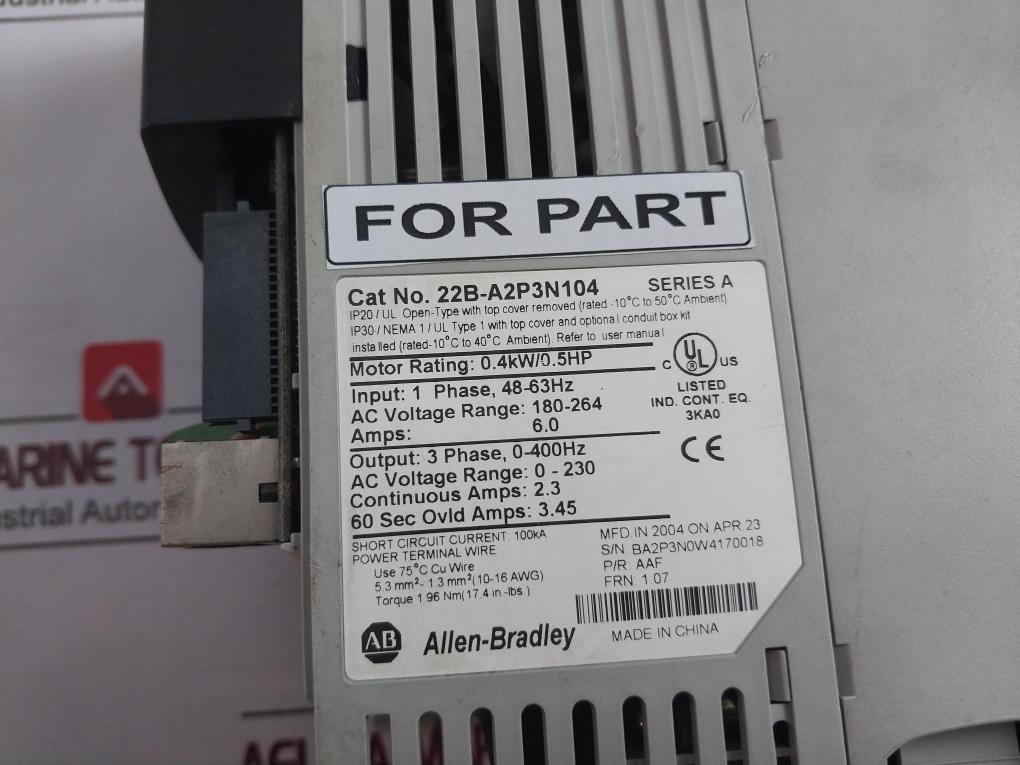 FOR PART
Cat No. 22B-A2P3N104 SERIES A
IP20 / UL Open-Type with top cover removed (rated -10°C to 50°C Ambient)
IP30 / NEMA 1 / UL Type 1 with top cover and optional conduit box kit
installed (rated-10°C to 40°C Ambient). Refer to user manual
Motor Rating: 0.4kW/0.5HP
Input: 1 Phase, 48-63Hz
AC Voltage Range: 180-264
Amps: 6.0
Output: 3 Phase, 0-400Hz
AC Voltage Range: 0 - 230
Continuous Amps: 2.3
60 Sec Ovld Amps: 3.45
C UL ® US
LISTED
IND. CONT. EQ.
3KA0
CE
SHORT CIRCUIT CURRENT: 100kA
POWER TERMINAL WIRE:
Use 75°C Cu Wire
5.3 mm²- 1.3 mm² (10-16 AWG)
Torque 1.96 Nm (17.4 in -lbs.)
MFD. IN 2004 ON APR 23
S/N: BA2P3N0W4170018
P/R: AAF
FRN: 1.07
AB Allen-Bradley
MADE IN CHINA
ARINE
ustrial Autom